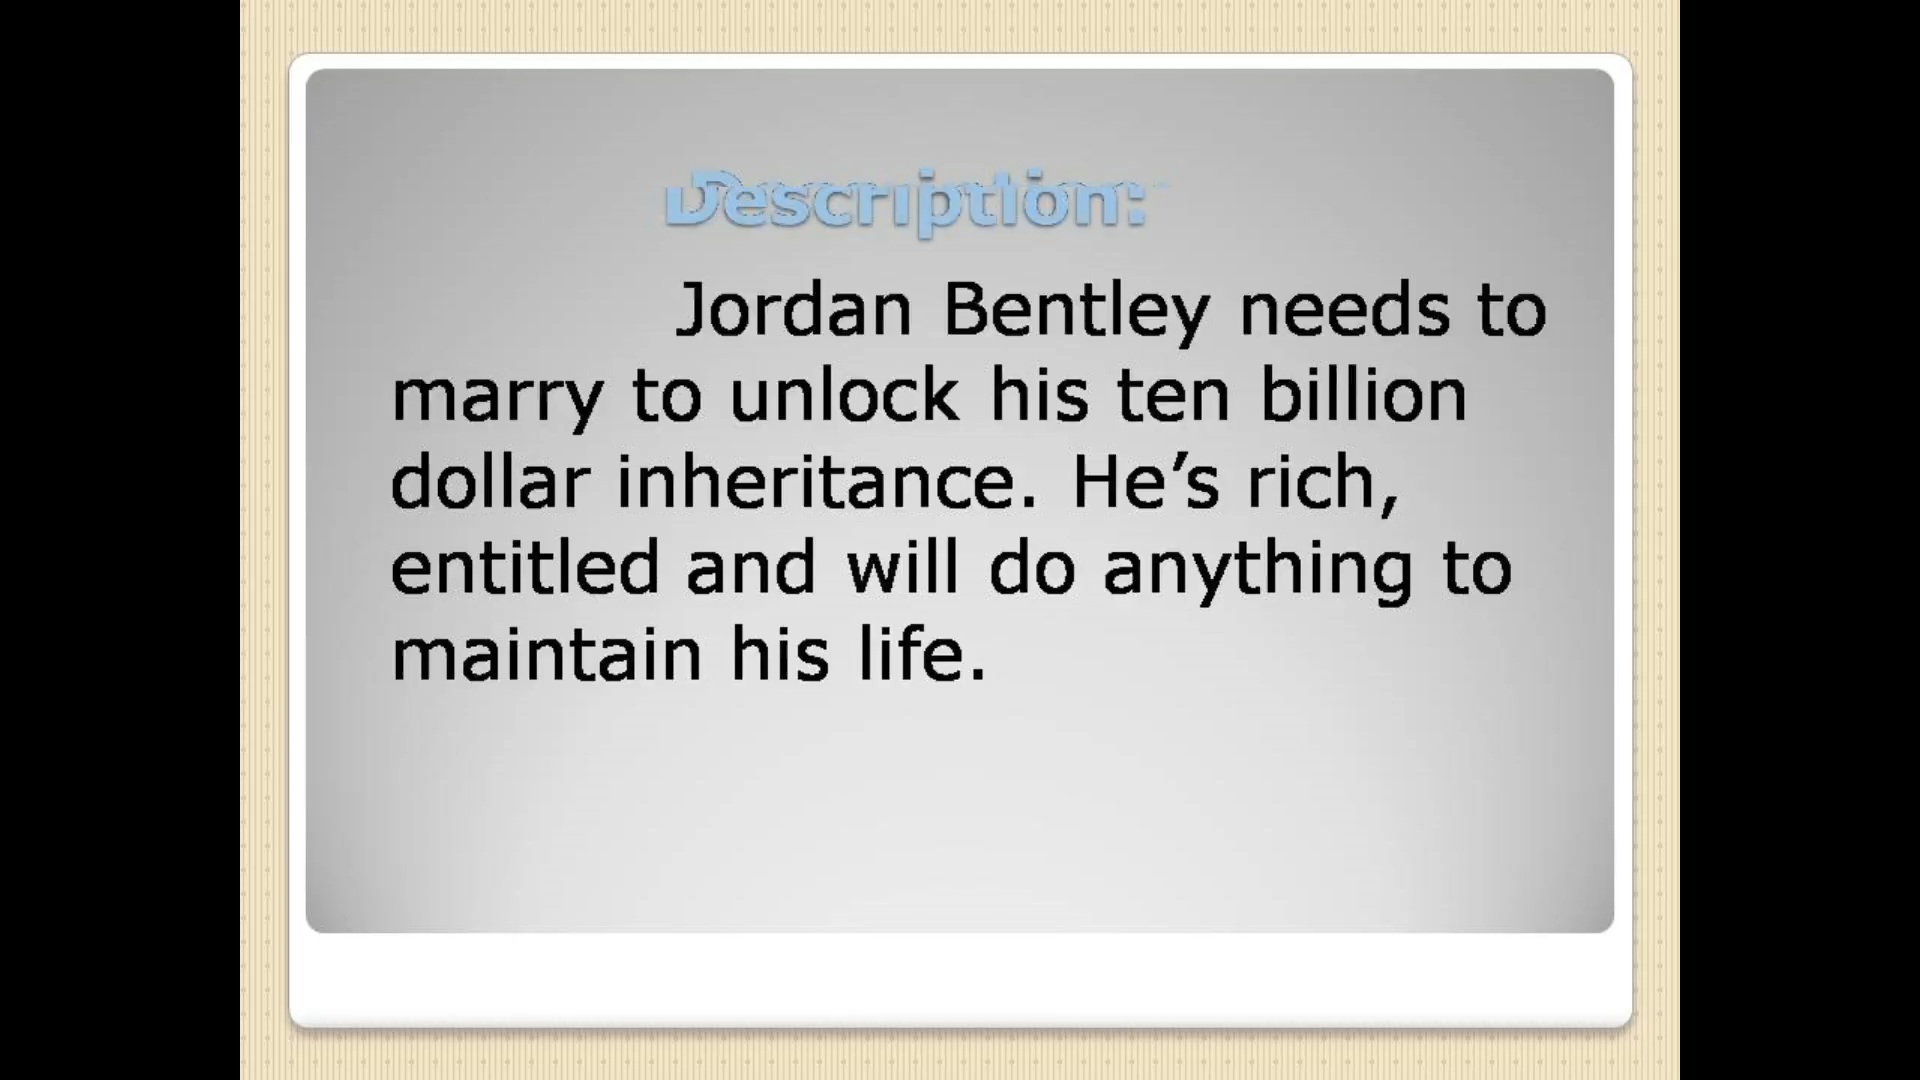 Description:
Jordan Bentley needs to
marry to unlock his ten billion
dollar inheritance. He’s rich,
entitled and will do anything to
maintain his life.